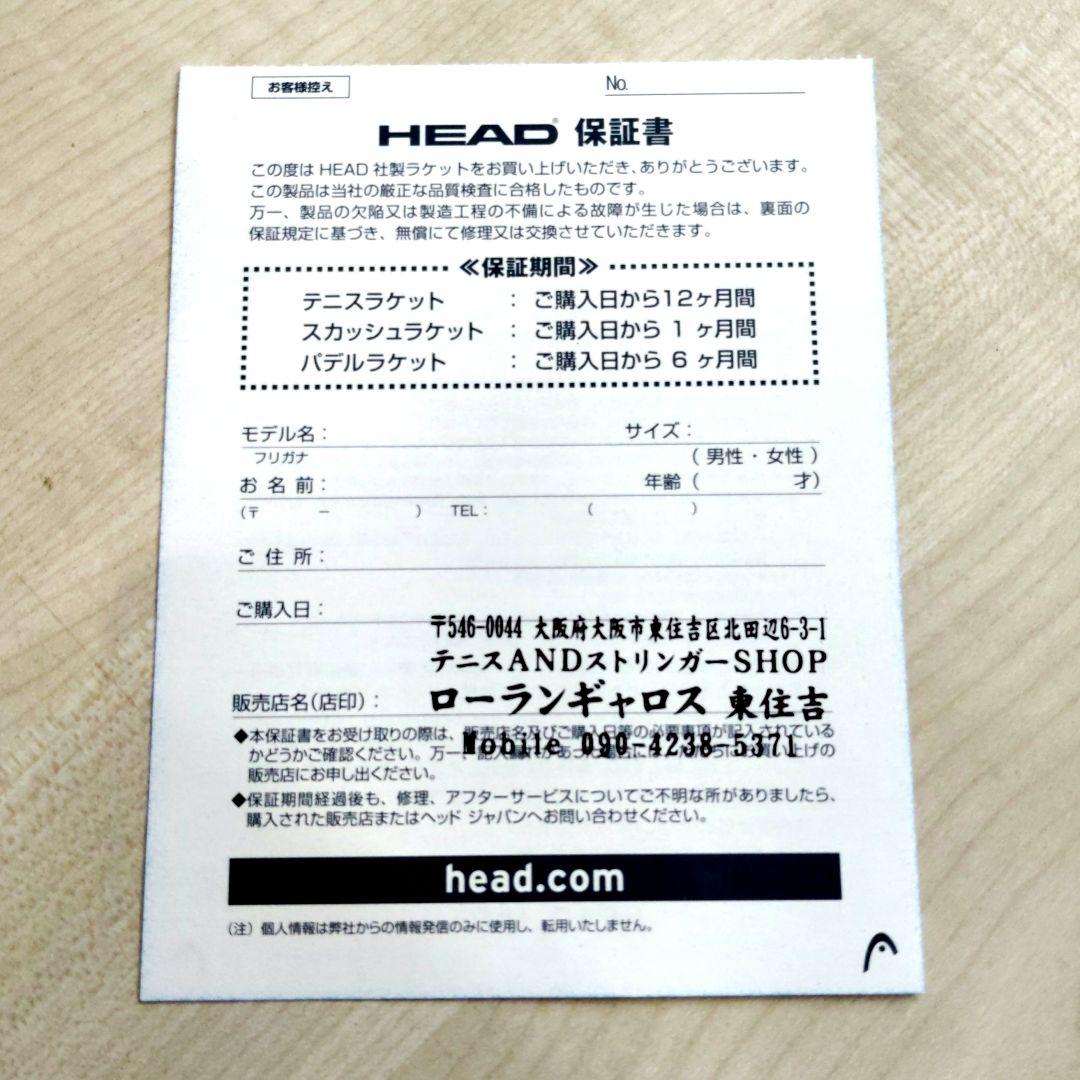 お客様控え
No.
HEAD® 保証書
この度は HEAD 社製ラケットをお買い上げいただき、ありがとうございます。
この製品は当社の厳正な品質検査に合格したものです。
万一、製品の欠陥又は製造工程の不備による故障が生じた場合は、裏面の
保証規定に基づき、無償にて修理又は交換させていただきます。
≪保証期間≫
テニスラケット : ご購入日から12ヶ月間
スカッシュラケット : ご購入日から 1 ヶ月間
パデルラケット : ご購入日から 6 ヶ月間
モデル名: サイズ:
フリガナ (男性・女性)
お名前: 年齢( 才)
(〒 － ) TEL: ( )
ご住所:
ご購入日:
〒546-0044 大阪府大阪市東住吉区北田辺6-3-1
テニスANDストリンガーSHOP
販売店名(店印): ローランギャロス 東住吉
◆本保証書をお受け取りの際は、販売店名及びご購入日等の必要事項が記入されている
Mobile 090-4238-5371
かどうかご確認ください。万一、お買い上げの
販売店にお申し出ください。
◆保証期間経過後も、修理、アフターサービスについてご不明な所がありましたら、
購入された販売店またはヘッド ジャパンへお問い合わせください。
head.com
(注) 個人情報は弊社からの情報発信のみに使用し、転用いたしません。